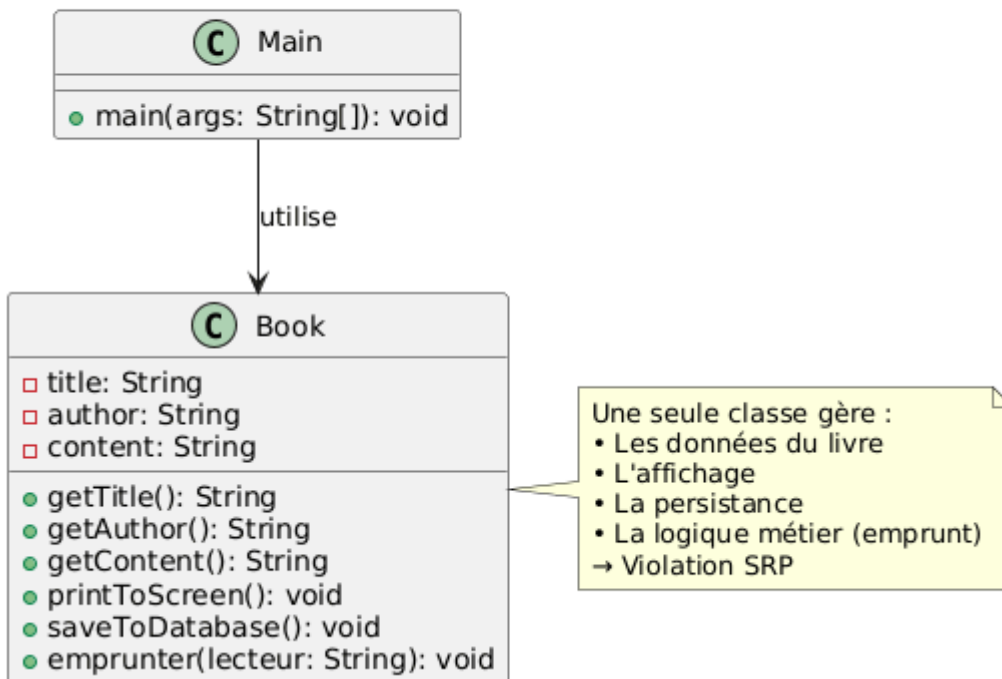 C Main
main(args: String[]): void
utilise
C Book
title: String
author: String
content: String
getTitle(): String
getAuthor(): String
getContent(): String
printToScreen(): void
saveToDatabase(): void
emprunter(lecteur: String): void
Une seule classe gère :
• Les données du livre
• L'affichage
• La persistance
• La logique métier (emprunt)
→ Violation SRP